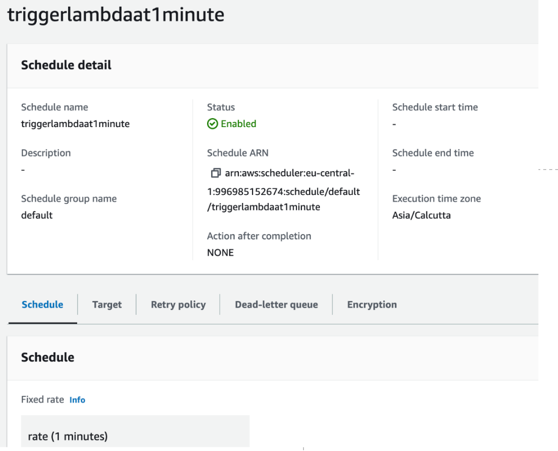 triggerlambdaat1minute
Schedule detail
Schedule name
triggerlambdaat1minute
Description
-
Schedule group name
default
Status
Enabled
Schedule ARN
arn:aws:scheduler:eu-central-
1:996985152674:schedule/default
/triggerlambdaat1minute
Action after completion
NONE
Schedule start time
-
Schedule end time
-
Execution time zone
Asia/Calcutta
Schedule
Target
Retry policy
Dead-letter queue
Encryption
Schedule
Fixed rate Info
rate (1 minutes)